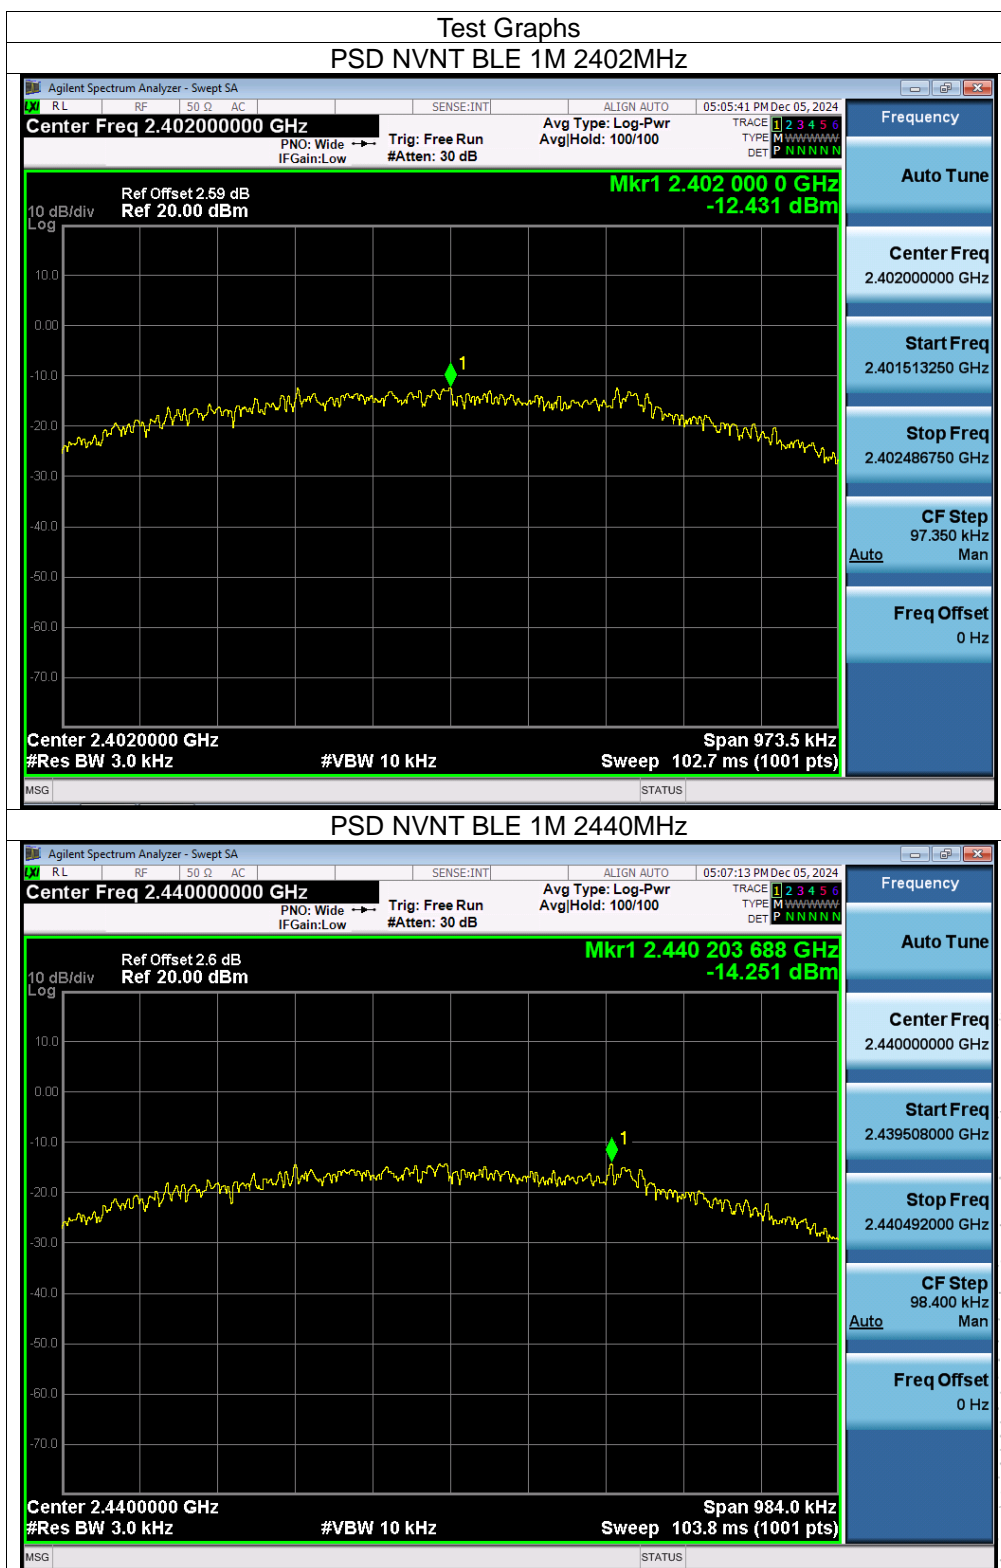 Test Graphs
PSD NVNT BLE 1M 2402MHz
Agilent Spectrum Analyzer - Swept SA
LXI RL RF 50 Ω AC SENSE:INT ALIGN AUTO 05:05:41 PM Dec 05, 2024
Center Freq 2.402000000 GHz
PNO: Wide
IFGain:Low
Trig: Free Run
#Atten: 30 dB
Avg Type: Log-Pwr
Avg|Hold: 100/100
TRACE 1 2 3 4 5 6
TYPE M WWWWW
DET P N N N N N
Frequency
Auto Tune
Center Freq
2.402000000 GHz
Start Freq
2.401513250 GHz
Stop Freq
2.402486750 GHz
CF Step
97.350 kHz
Auto Man
Freq Offset
0 Hz
Mkr1 2.402 000 0 GHz
-12.431 dBm
Ref Offset 2.59 dB
10 dB/div Ref 20.00 dBm
Log
10.0
0.00
1
-10.0
-20.0
-30.0
-40.0
-50.0
-60.0
-70.0
Center 2.4020000 GHz Span 973.5 kHz
#Res BW 3.0 kHz #VBW 10 kHz Sweep 102.7 ms (1001 pts)
MSG STATUS
PSD NVNT BLE 1M 2440MHz
Agilent Spectrum Analyzer - Swept SA
LXI RL RF 50 Ω AC SENSE:INT ALIGN AUTO 05:07:13 PM Dec 05, 2024
Center Freq 2.440000000 GHz
PNO: Wide
IFGain:Low
Trig: Free Run
#Atten: 30 dB
Avg Type: Log-Pwr
Avg|Hold: 100/100
TRACE 1 2 3 4 5 6
TYPE M WWWWW
DET P N N N N N
Frequency
Auto Tune
Center Freq
2.440000000 GHz
Start Freq
2.439508000 GHz
Stop Freq
2.440492000 GHz
CF Step
98.400 kHz
Auto Man
Freq Offset
0 Hz
Mkr1 2.440 203 688 GHz
-14.251 dBm
Ref Offset 2.6 dB
10 dB/div Ref 20.00 dBm
Log
10.0
0.00
1
-10.0
-20.0
-30.0
-40.0
-50.0
-60.0
-70.0
Center 2.4400000 GHz Span 984.0 kHz
#Res BW 3.0 kHz #VBW 10 kHz Sweep 103.8 ms (1001 pts)
MSG STATUS